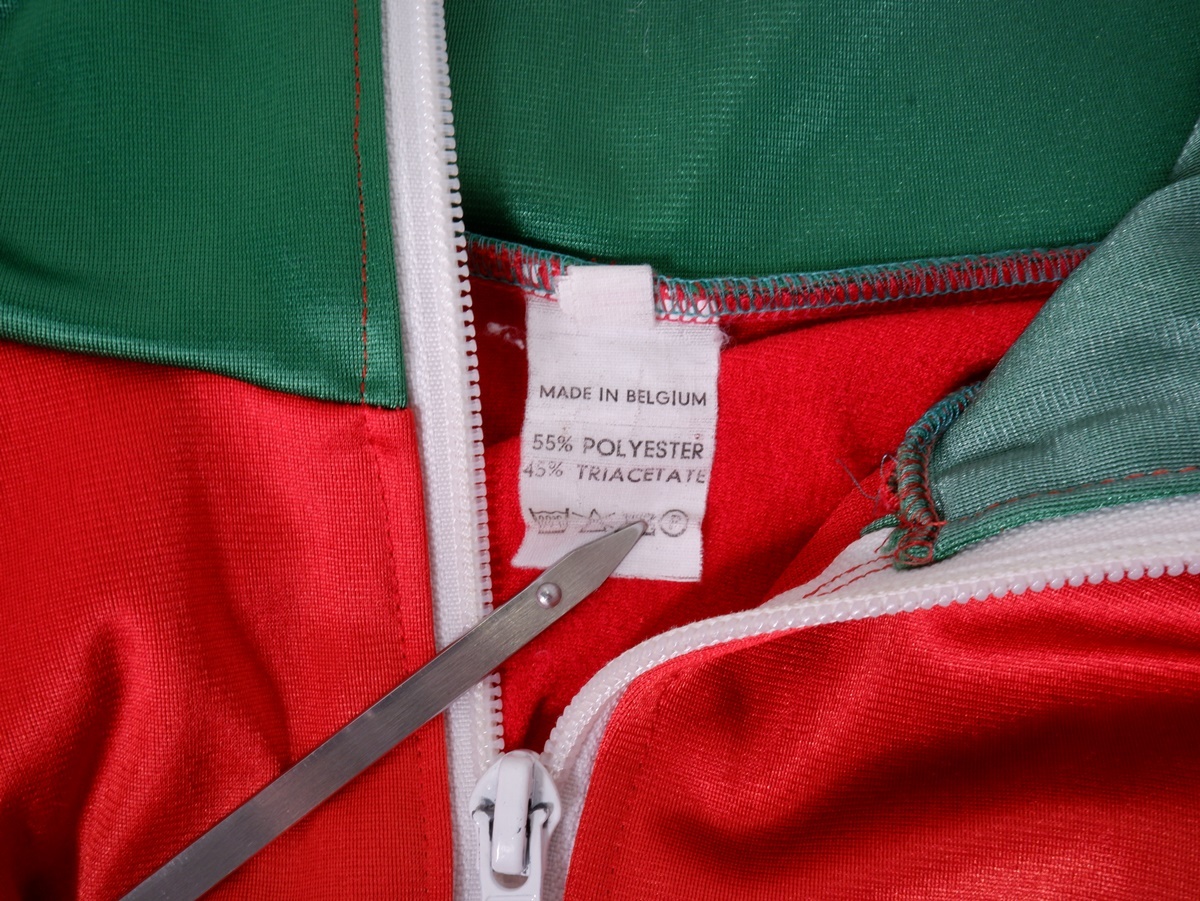 MADE IN BELGIUM
55% POLYESTER
45% TRIACETATE
P